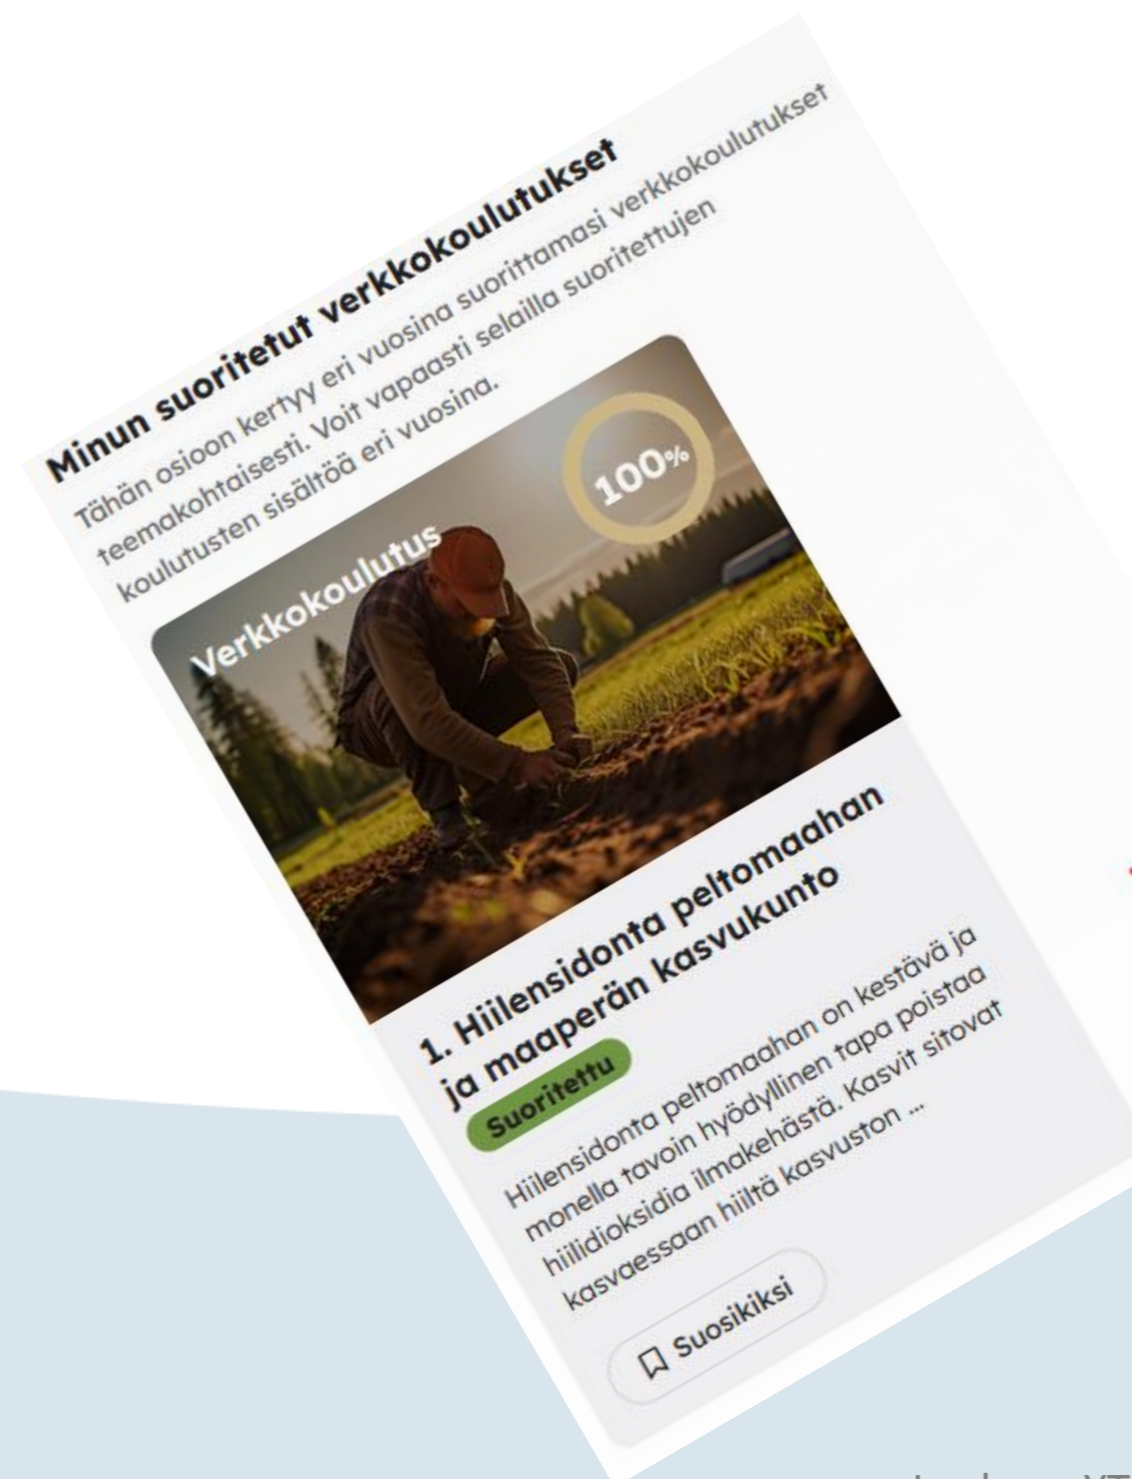 Minun suoritetut verkkokoulutukset
Tähän osioon kertyy eri vuosina suorittamasi verkkokoulutukset
teemakohtaisesti. Voit vapaasti selailla suoritettujen
koulutusten sisältöä eri vuosina.
Verkkokoulutus
100%
1. Hiilensidonta peltomaahan
ja maaperän kasvukunto
Suoritettu
Hiilensidonta peltomaahan on kestävä ja
monella tavoin hyödyllinen tapa poistaa
hiilidioksidia ilmakehästä. Kasvit sitovat
kasvaessaan hiiltä kasvuston ...
Suosikiksi